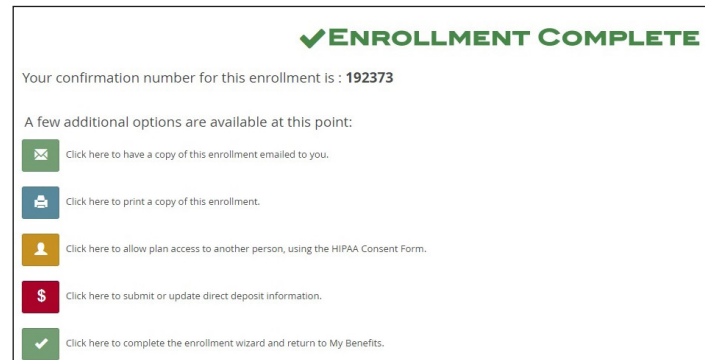 ✓ENROLLMENT COMPLETE
Your confirmation number for this enrollment is : 192373
A few additional options are available at this point:
Click here to have a copy of this enrollment emailed to you.
Click here to print a copy of this enrollment.
Click here to allow plan access to another person, using the HIPAA Consent Form.
$ Click here to submit or update direct deposit information.
Click here to complete the enrollment wizard and return to My Benefits.